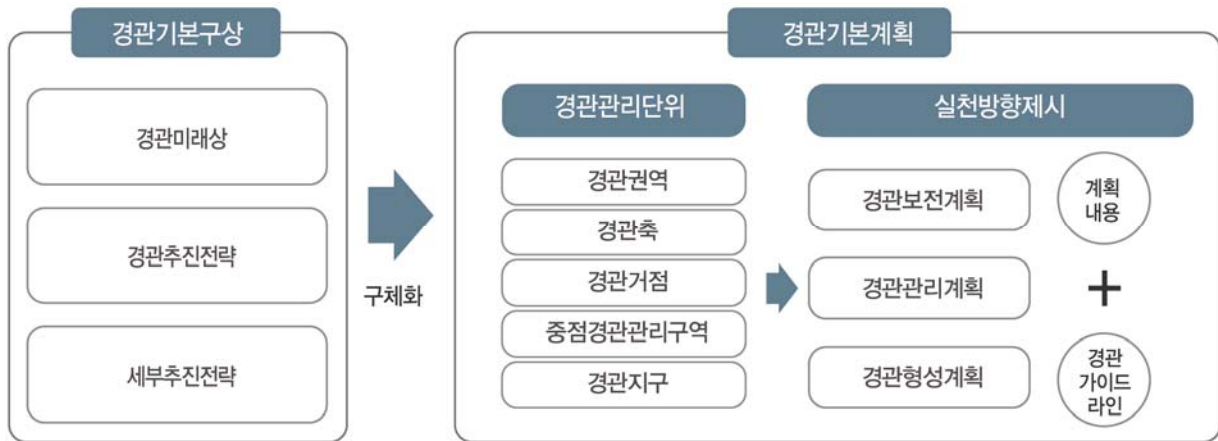 경관기본구상
경관미래상
경관추진전략
세부추진전략
구체화
경관기본계획
경관관리단위
경관권역
경관축
경관거점
중점경관관리구역
경관지구
실천방향제시
경관보전계획
경관관리계획
경관형성계획
계획
내용
+
경관
가이드
라인